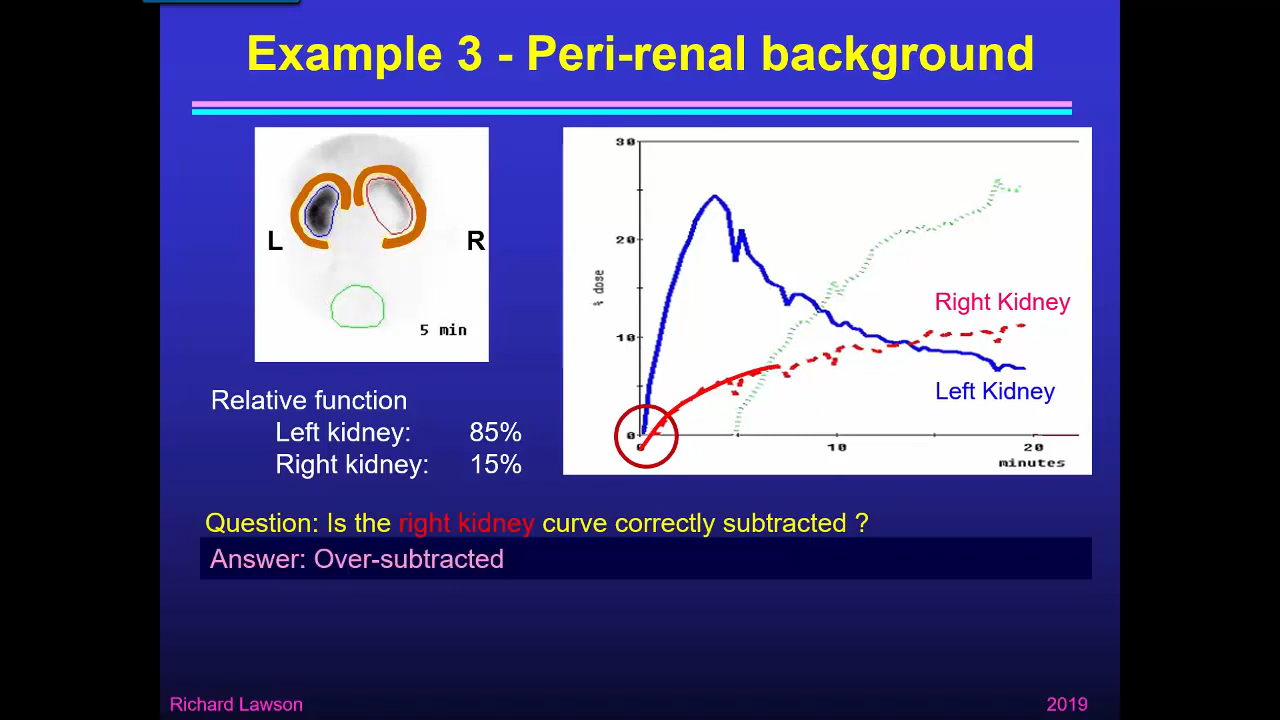 Example 3 - Peri-renal background
L
R
5 min
30
20
10
0
0
10
20
% dose
minutes
Right Kidney
Left Kidney
Relative function
Left kidney: 85%
Right kidney: 15%
Question: Is the right kidney curve correctly subtracted ?
Answer: Over-subtracted
Richard Lawson
2019